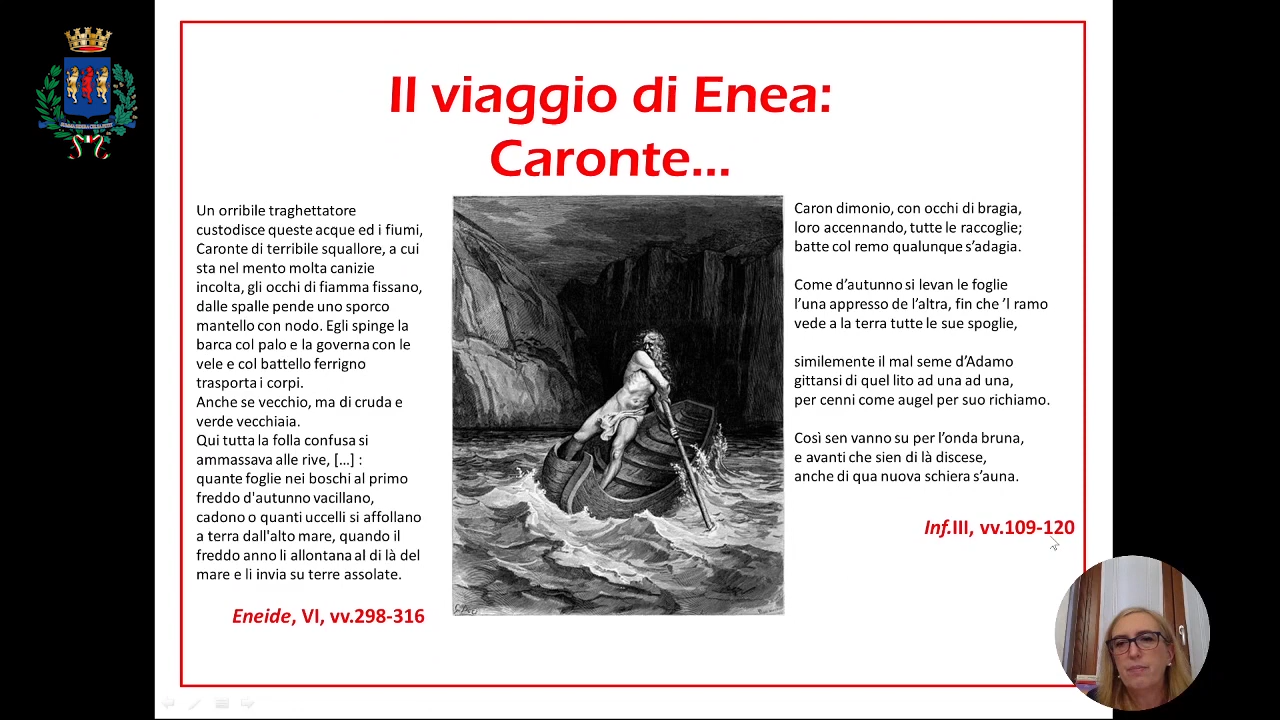 Il viaggio di Enea:
Caronte...
Un orribile traghettatore
custodisce queste acque ed i fiumi,
Caronte di terribile squallore, a cui
sta nel mento molta canizie
incolta, gli occhi di fiamma fissano,
dalle spalle pende uno sporco
mantello con nodo. Egli spinge la
barca col palo e la governa con le
vele e col battello ferrigno
trasporta i corpi.
Anche se vecchio, ma di cruda e
verde vecchiaia.
Qui tutta la folla confusa si
ammassava alle rive, [...] :
quante foglie nei boschi al primo
freddo d'autunno vacillano,
cadono o quanti uccelli si affollano
a terra dall'alto mare, quando il
freddo anno li allontana al di là del
mare e li invia su terre assolate.
Eneide, VI, vv.298-316
Caron dimonio, con occhi di bragia,
loro accennando, tutte le raccoglie;
batte col remo qualunque s’adagia.
Come d’autunno si levan le foglie
l’una appresso de l’altra, fin che ’l ramo
vede a la terra tutte le sue spoglie,
similemente il mal seme d’Adamo
gittansi di quel lito ad una ad una,
per cenni come augel per suo richiamo.
Così sen vanno su per l’onda bruna,
e avanti che sien di là discese,
anche di qua nuova schiera s’auna.
Inf.III, vv.109-120